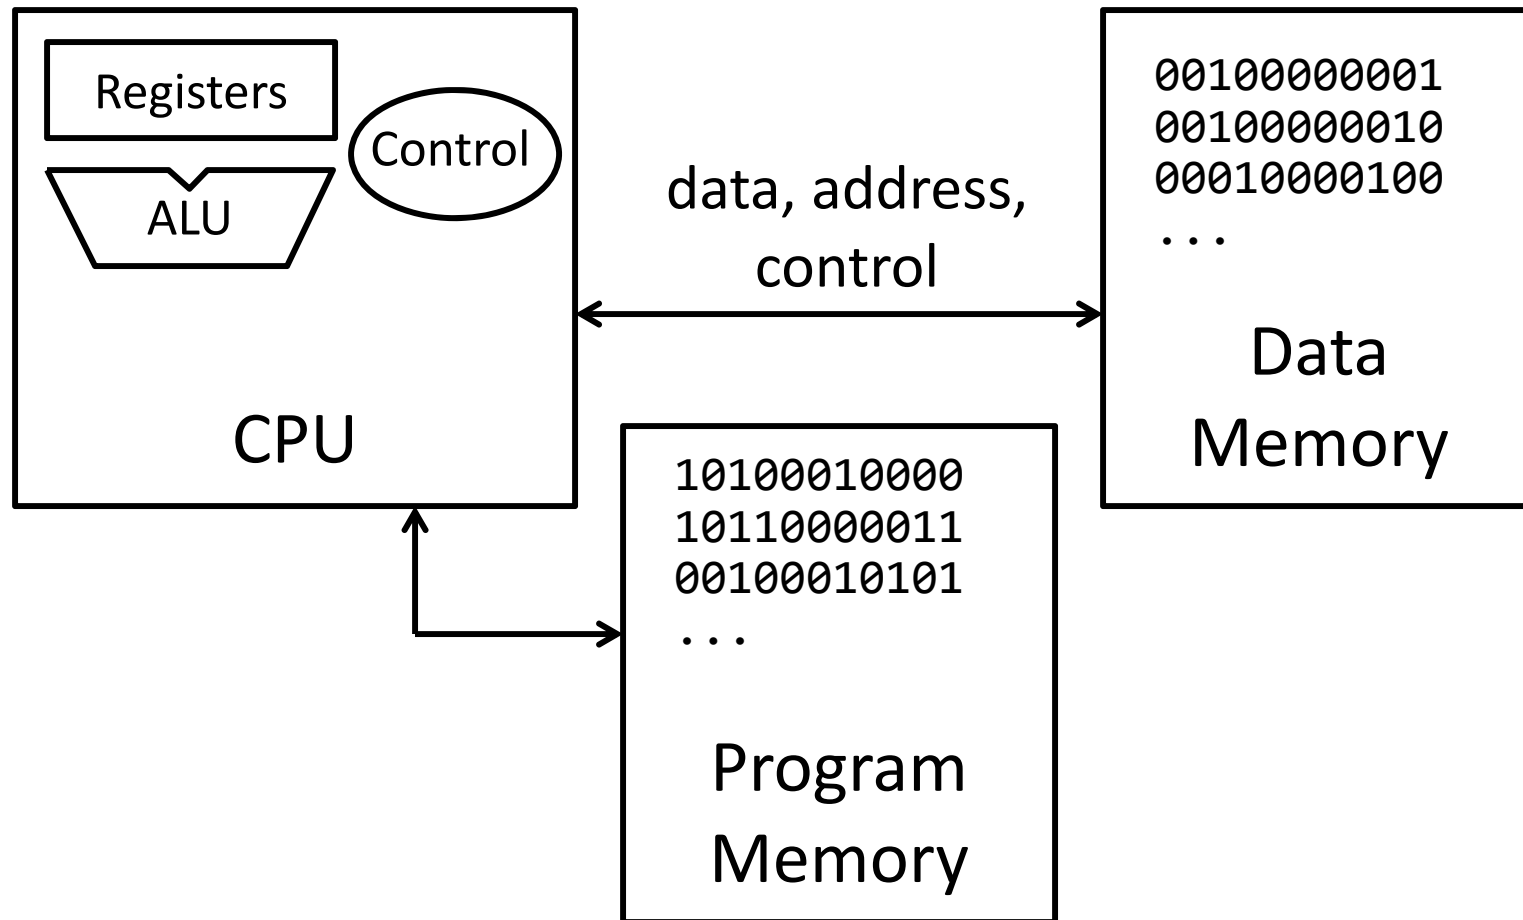 Registers
Control
ALU
CPU
data, address,
control
00100000001
00100000010
00010000100
...
Data
Memory
10100010000
10110000011
00100010101
...
Program
Memory